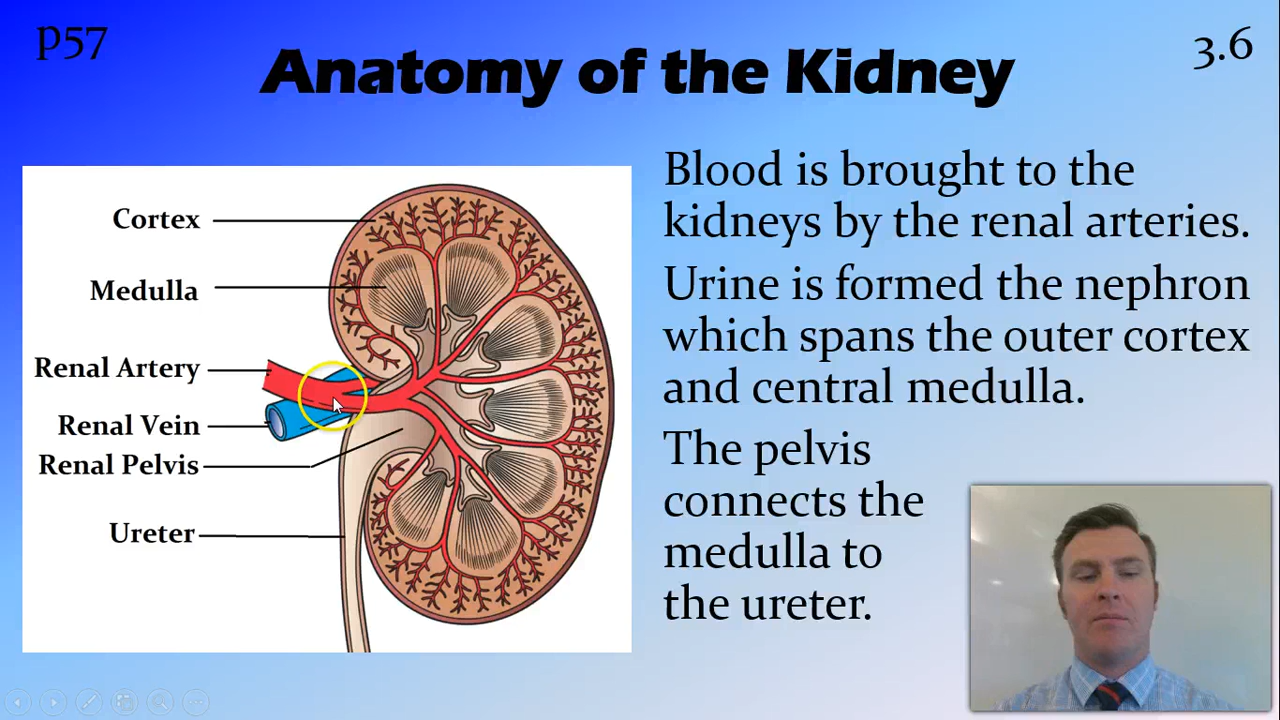 p57
3.6
Anatomy of the Kidney
Cortex
Medulla
Renal Artery
Renal Vein
Renal Pelvis
Ureter
Blood is brought to the
kidneys by the renal arteries.
Urine is formed the nephron
which spans the outer cortex
and central medulla.
The pelvis
connects the
medulla to
the ureter.